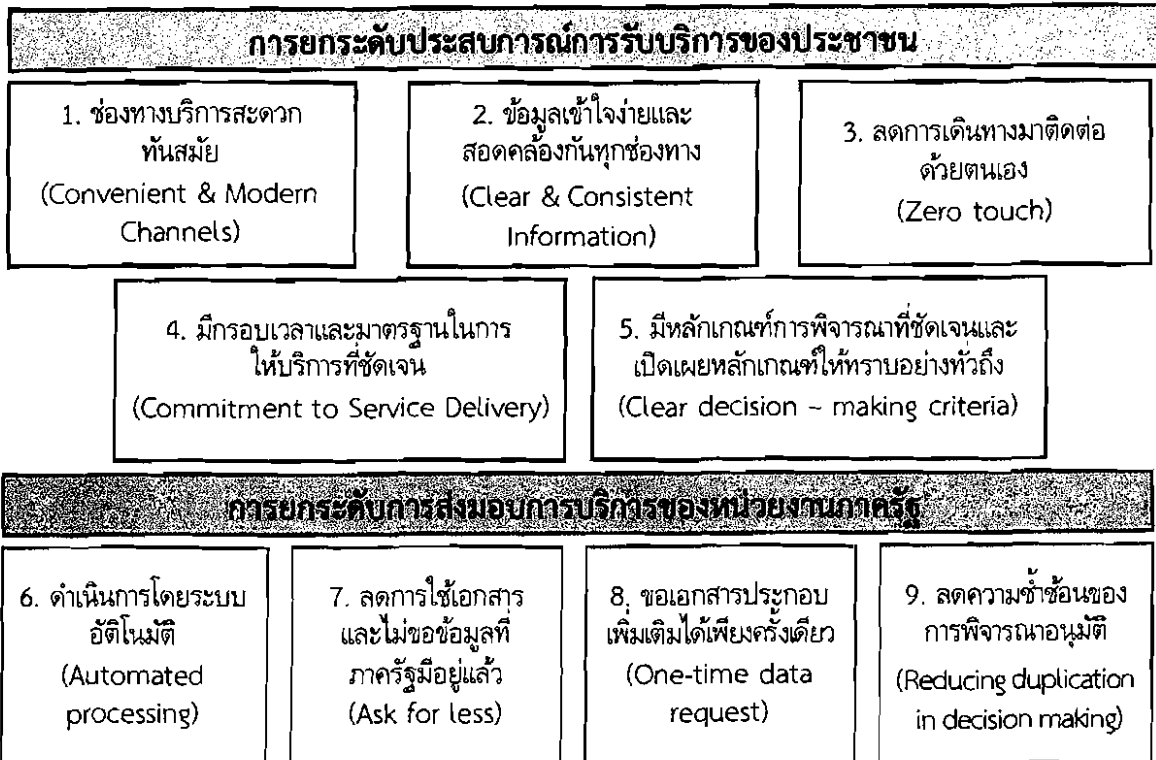 การยกระดับประสบการณ์การรับบริการของประชาชน
1. ช่องทางบริการสะดวก
ทันสมัย
(Convenient & Modern
Channels)
2. ข้อมูลเข้าใจง่ายและ
สอดคล้องกันทุกช่องทาง
(Clear & Consistent
Information)
3. ลดการเดินทางมาติดต่อ
ด้วยตนเอง
(Zero touch)
4. มีกรอบเวลาและมาตรฐานในการ
ให้บริการที่ชัดเจน
(Commitment to Service Delivery)
5. มีหลักเกณฑ์การพิจารณาที่ชัดเจนและ
เปิดเผยหลักเกณฑ์ให้ทราบอย่างทั่วถึง
(Clear decision – making criteria)
การยกระดับการส่งมอบการบริการของหน่วยงานภาครัฐ
6. ดำเนินการโดยระบบ
อัติโนมัติ
(Automated
processing)
7. ลดการใช้เอกสาร
และไม่ขอข้อมูลที่
ภาครัฐมีอยู่แล้ว
(Ask for less)
8. ขอเอกสารประกอบ
เพิ่มเติมได้เพียงครั้งเดียว
(One-time data
request)
9. ลดความซ้ำซ้อนของ
การพิจารณาอนุมัติ
(Reducing duplication
in decision making)